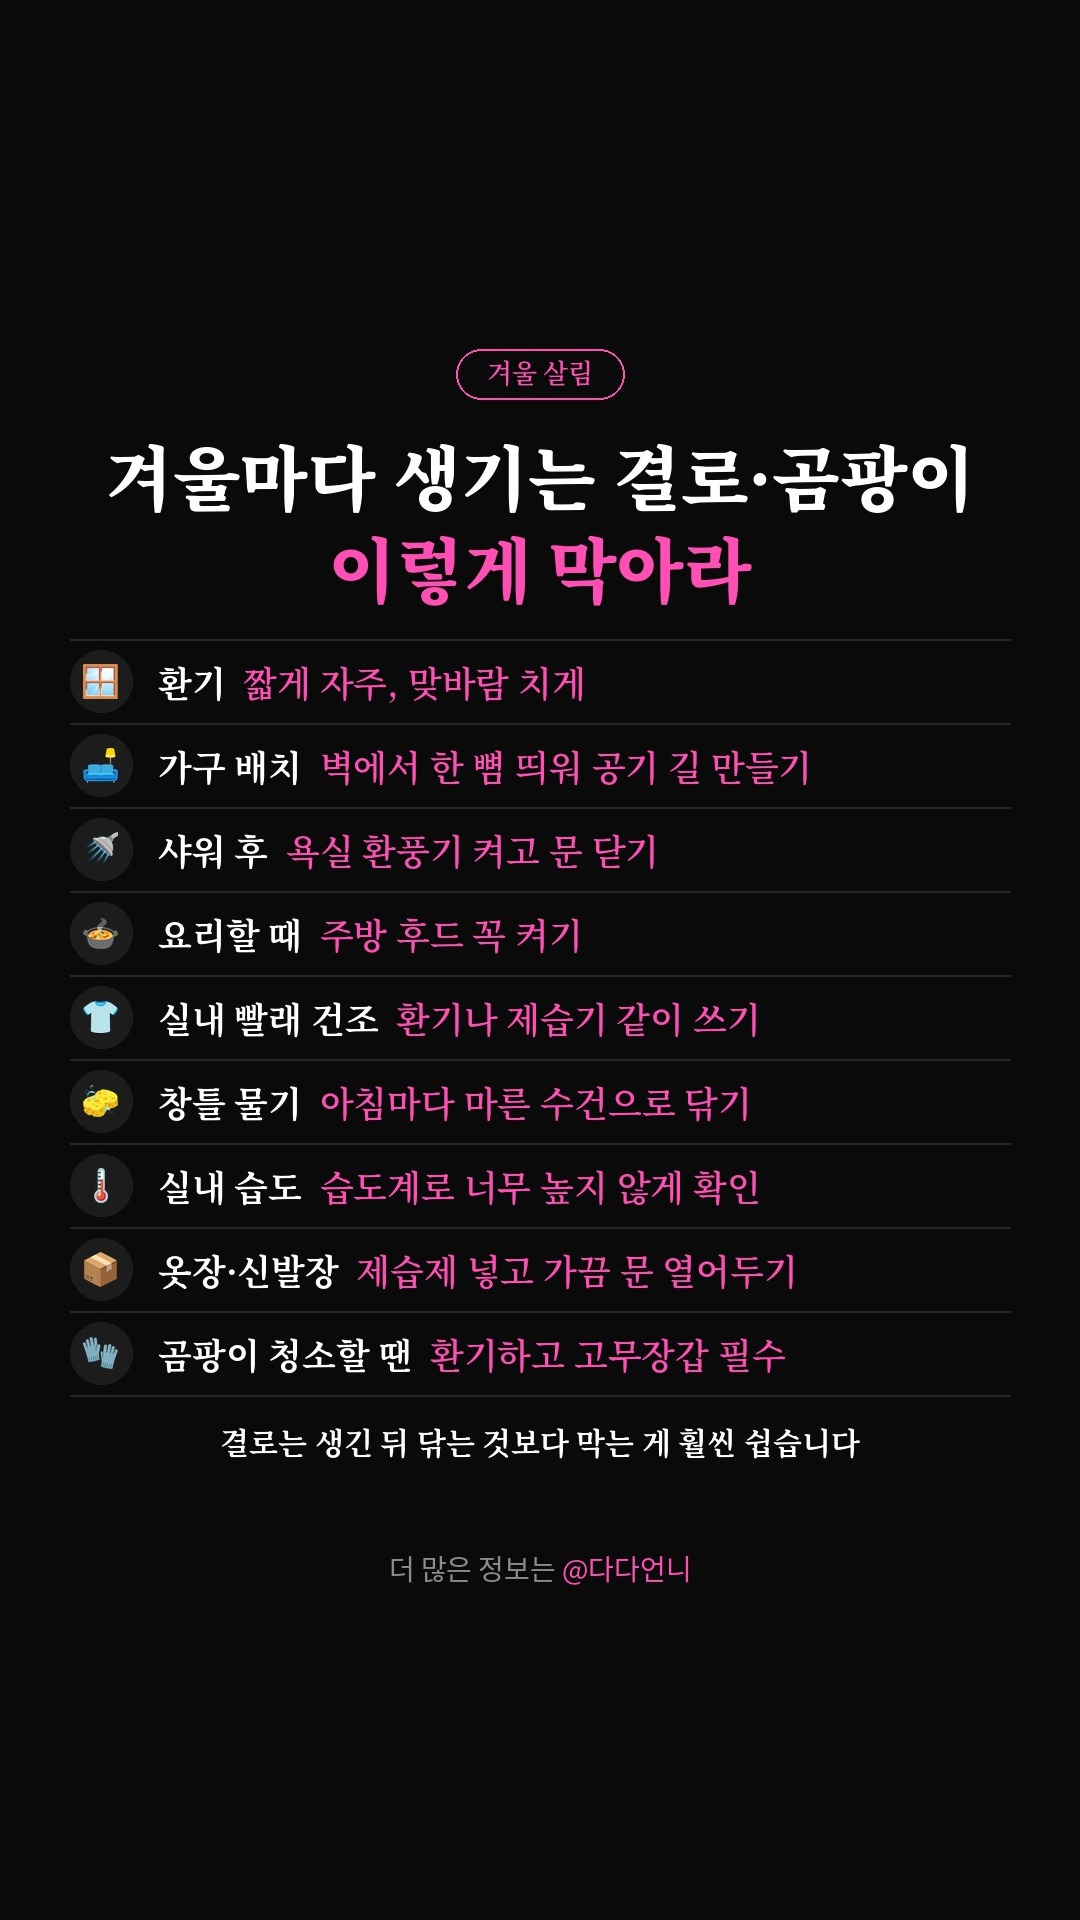 겨울 살림
겨울마다 생기는 결로·곰팡이
이렇게 막아라
환기 짧게 자주, 맞바람 치게
가구 배치 벽에서 한 뼘 띄워 공기 길 만들기
샤워 후 욕실 환풍기 켜고 문 닫기
요리할 때 주방 후드 꼭 켜기
실내 빨래 건조 환기나 제습기 같이 쓰기
창틀 물기 아침마다 마른 수건으로 닦기
실내 습도 습도계로 너무 높지 않게 확인
옷장·신발장 제습제 넣고 가끔 문 열어두기
곰팡이 청소할 땐 환기하고 고무장갑 필수
결로는 생긴 뒤 닦는 것보다 막는 게 훨씬 쉽습니다
더 많은 정보는 @다다언니